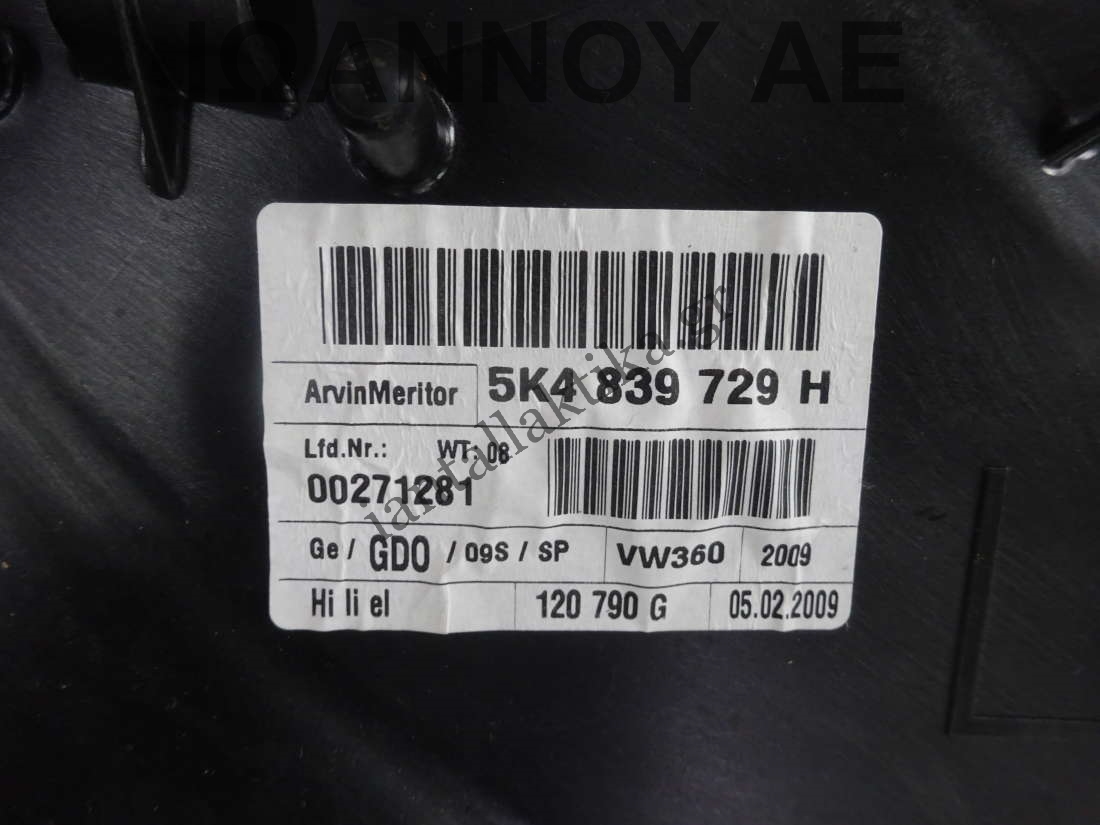 ΙΩΑΝΝΟΥ ΑΕ
ArvinMeritor 5K4 839 729 H
Lfd.Nr.: WT: 08
00271281
Ge / GDO / 09S / SP VW360 2009
Hi li el 120 790 G 05.02.2009
iantallaktika.gr